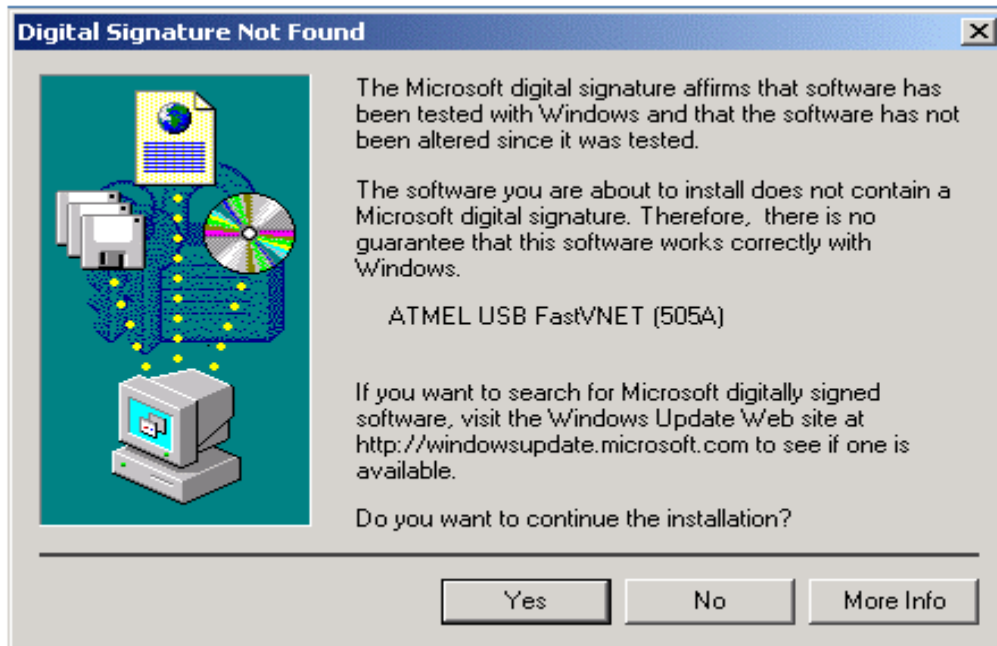 Digital Signature Not Found
The Microsoft digital signature affirms that software has
been tested with Windows and that the software has not
been altered since it was tested.
The software you are about to install does not contain a
Microsoft digital signature. Therefore,  there is no
guarantee that this software works correctly with
Windows.
ATMEL USB FastVNET (505A)
If you want to search for Microsoft digitally signed
software, visit the Windows Update Web site at
http://windowsupdate.microsoft.com to see if one is
available.
Do you want to continue the installation?
Yes
No
More Info